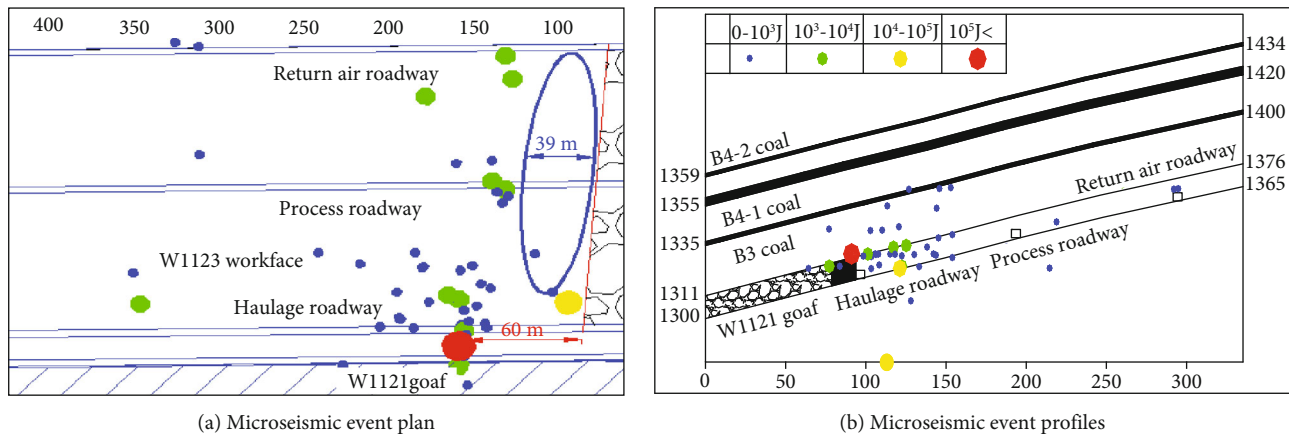 400 350 300 250 200 150 100
Return air roadway
39 m
Process roadway
W1123 workface
Haulage roadway
60 m
W1121goaf
(a) Microseismic event plan
0-10³J 10³-10⁴J 10⁴-10⁵J 10⁵J<
1434
1420
1400
1376
1365
B4-2 coal
B4-1 coal
B3 coal
Return air roadway
Process roadway
Haulage roadway
W1121 goaf
1359
1355
1335
1311
1300
0 50 100 150 200 250 300
(b) Microseismic event profiles